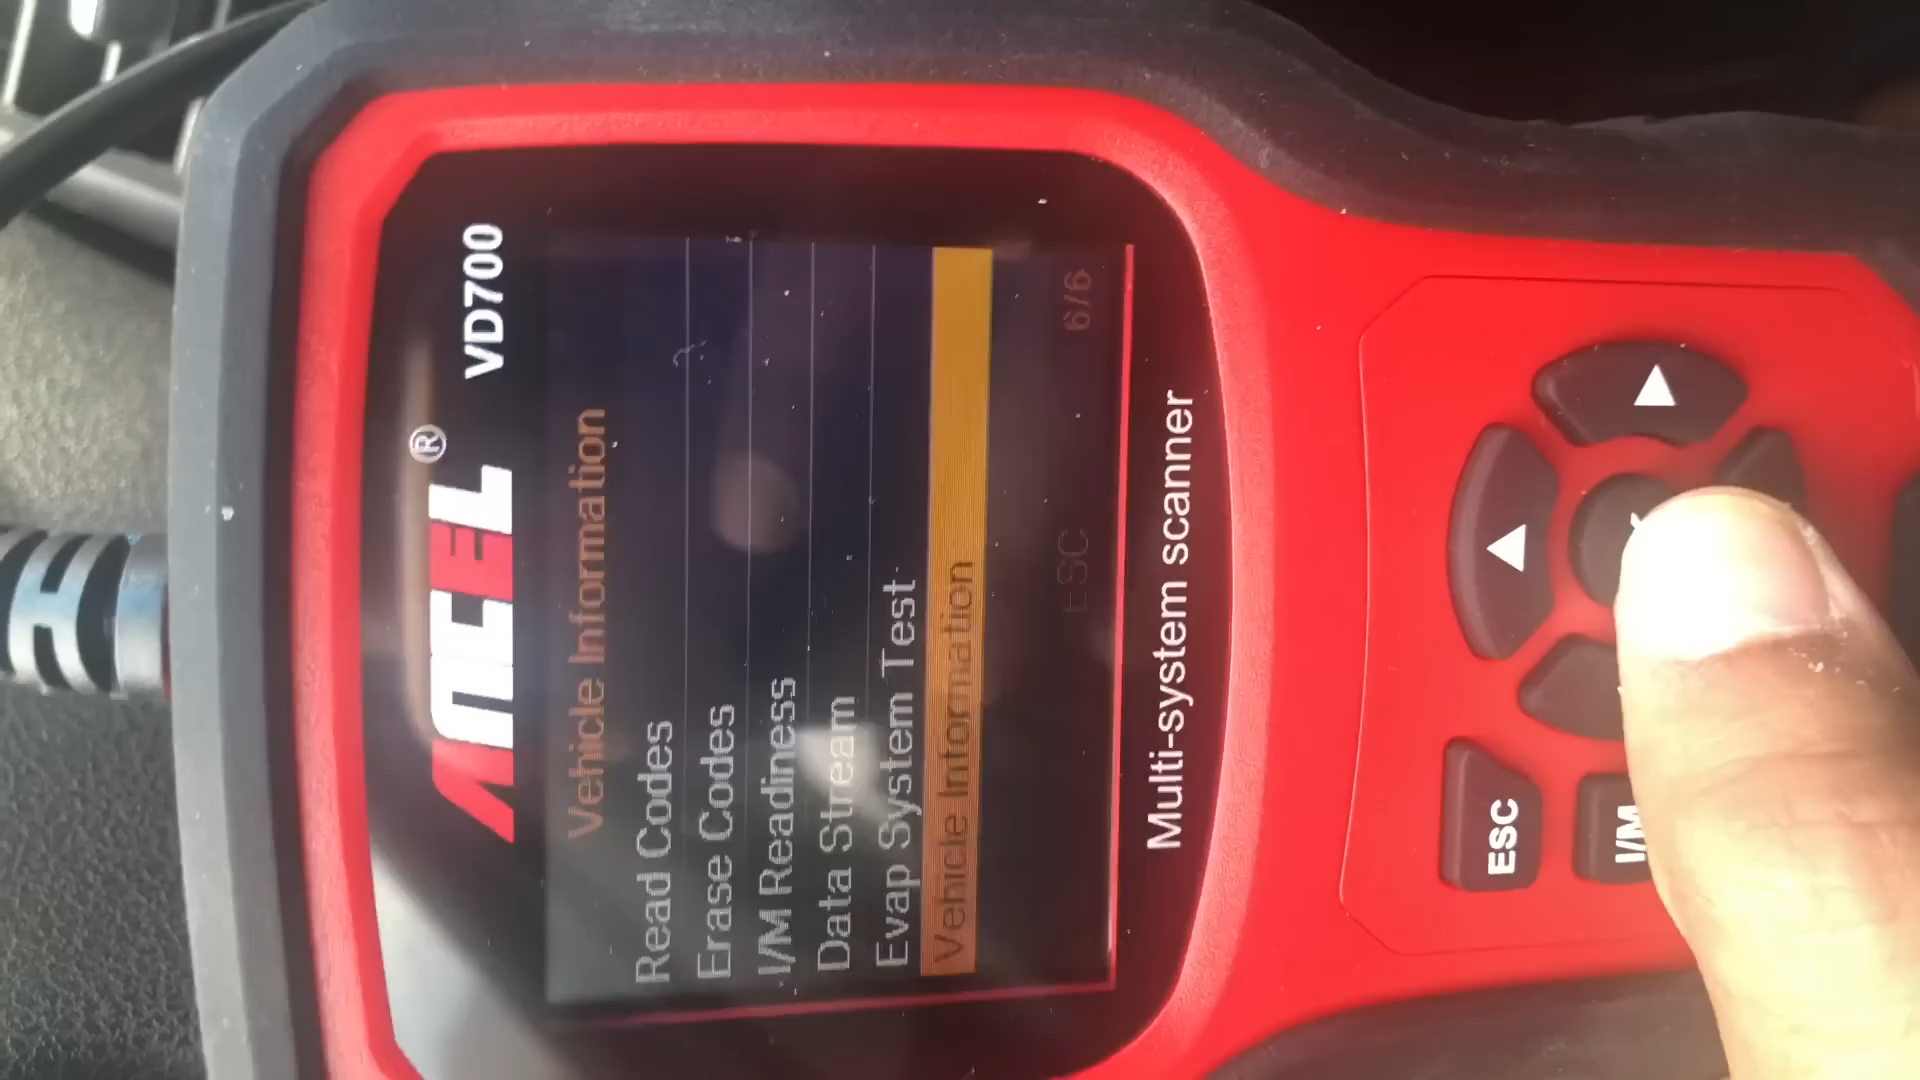 ANCEL® VD700
Vehicle Information
Read Codes
Erase Codes
I/M Readiness
Data Stream
Evap System Test
Vehicle Information
ESC 6/6
Multi-system scanner
ESC
I/M